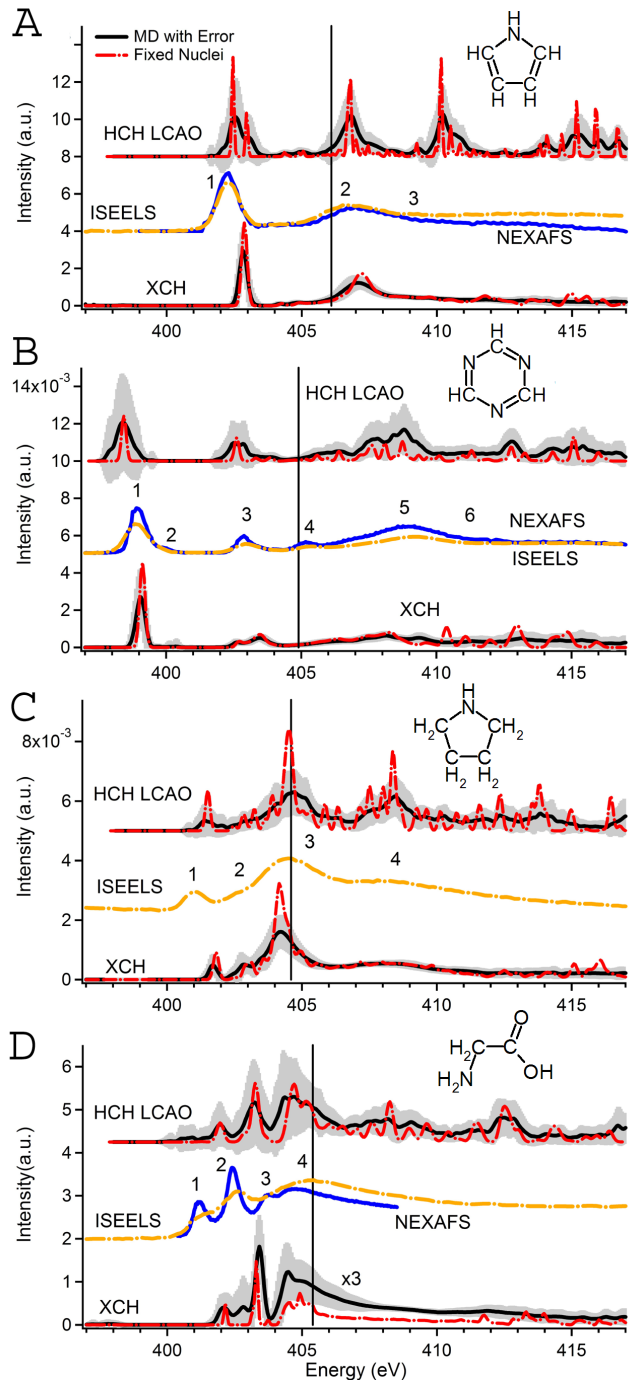 A
MD with Error
Fixed Nuclei
H
N
HC CH
C C
H H
HCH LCAO
1
2
3
ISEELS
NEXAFS
XCH
Intensity (a.u.)
12
10
8
6
4
2
0
400 405 410 415
B
H
C
N N
HC CH
N
14x10⁻³
HCH LCAO
1
2
3
4
5
6
NEXAFS
ISEELS
XCH
Intensity (a.u.)
12
10
8
6
4
2
0
400 405 410 415
C
H
N
H₂C CH₂
C C
H₂ H₂
8x10⁻³
HCH LCAO
1
2
3
4
ISEELS
XCH
Intensity (a.u.)
6
4
2
0
400 405 410 415
D
O
H₂C C
N OH
H₂
HCH LCAO
1
2
3
4
ISEELS
NEXAFS
x3
XCH
Intensity(a.u.)
6
5
4
3
2
1
0
400 405 410 415
Energy (eV)